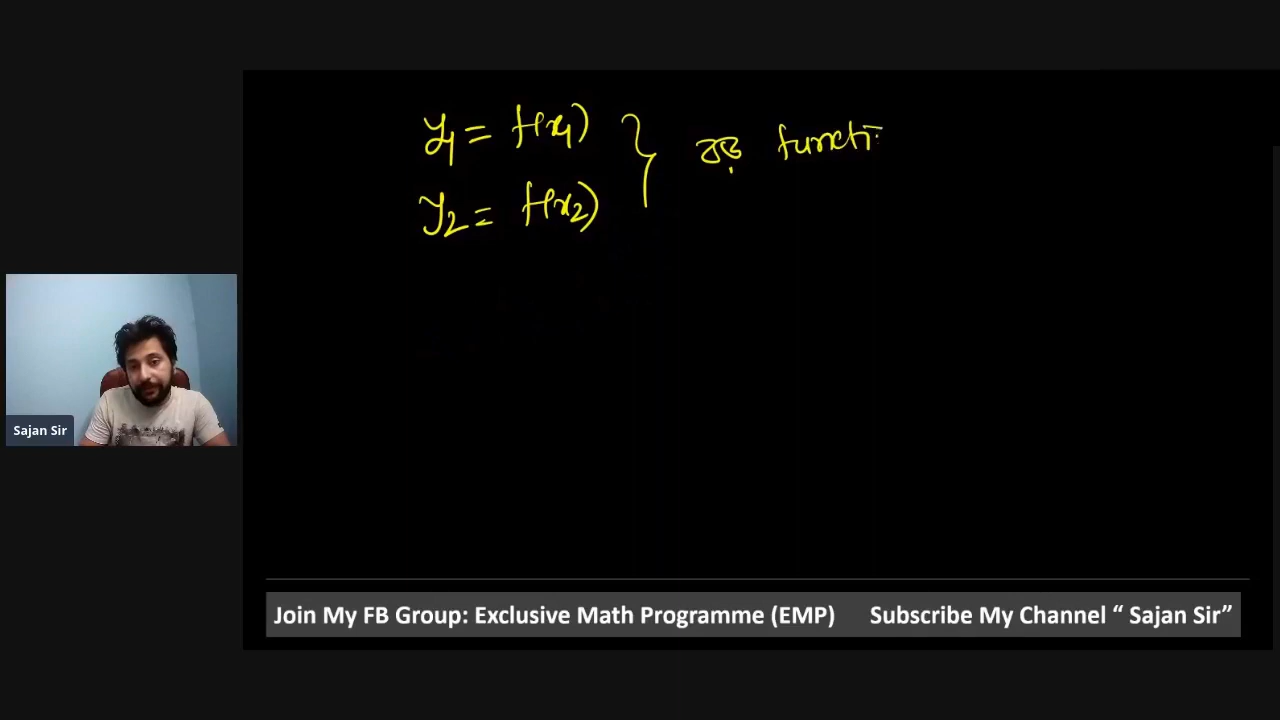 y₁ = f(x₁)
y₂ = f(x₂)
বড় functi
Sajan Sir
Join My FB Group: Exclusive Math Programme (EMP) Subscribe My Channel “ Sajan Sir”